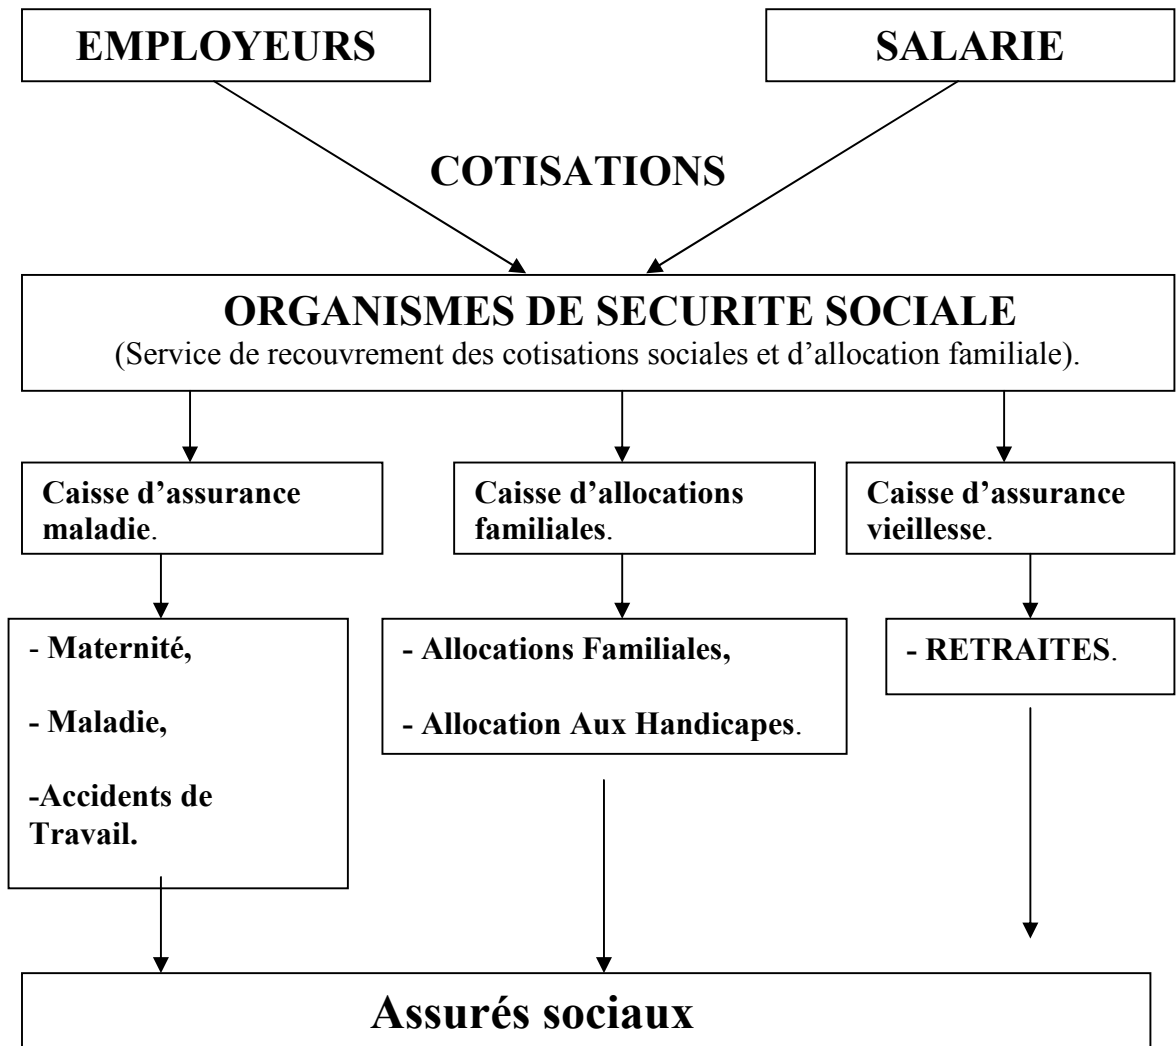 EMPLOYEURS
SALARIE
COTISATIONS
ORGANISMES DE SECURITE SOCIALE
(Service de recouvrement des cotisations sociales et d’allocation familiale).
Caisse d’assurance
maladie.
Caisse d’allocations
familiales.
Caisse d’assurance
vieillesse.
- Maternité,
- Maladie,
-Accidents de
Travail.
- Allocations Familiales,
- Allocation Aux Handicapes.
- RETRAITES.
Assurés sociaux